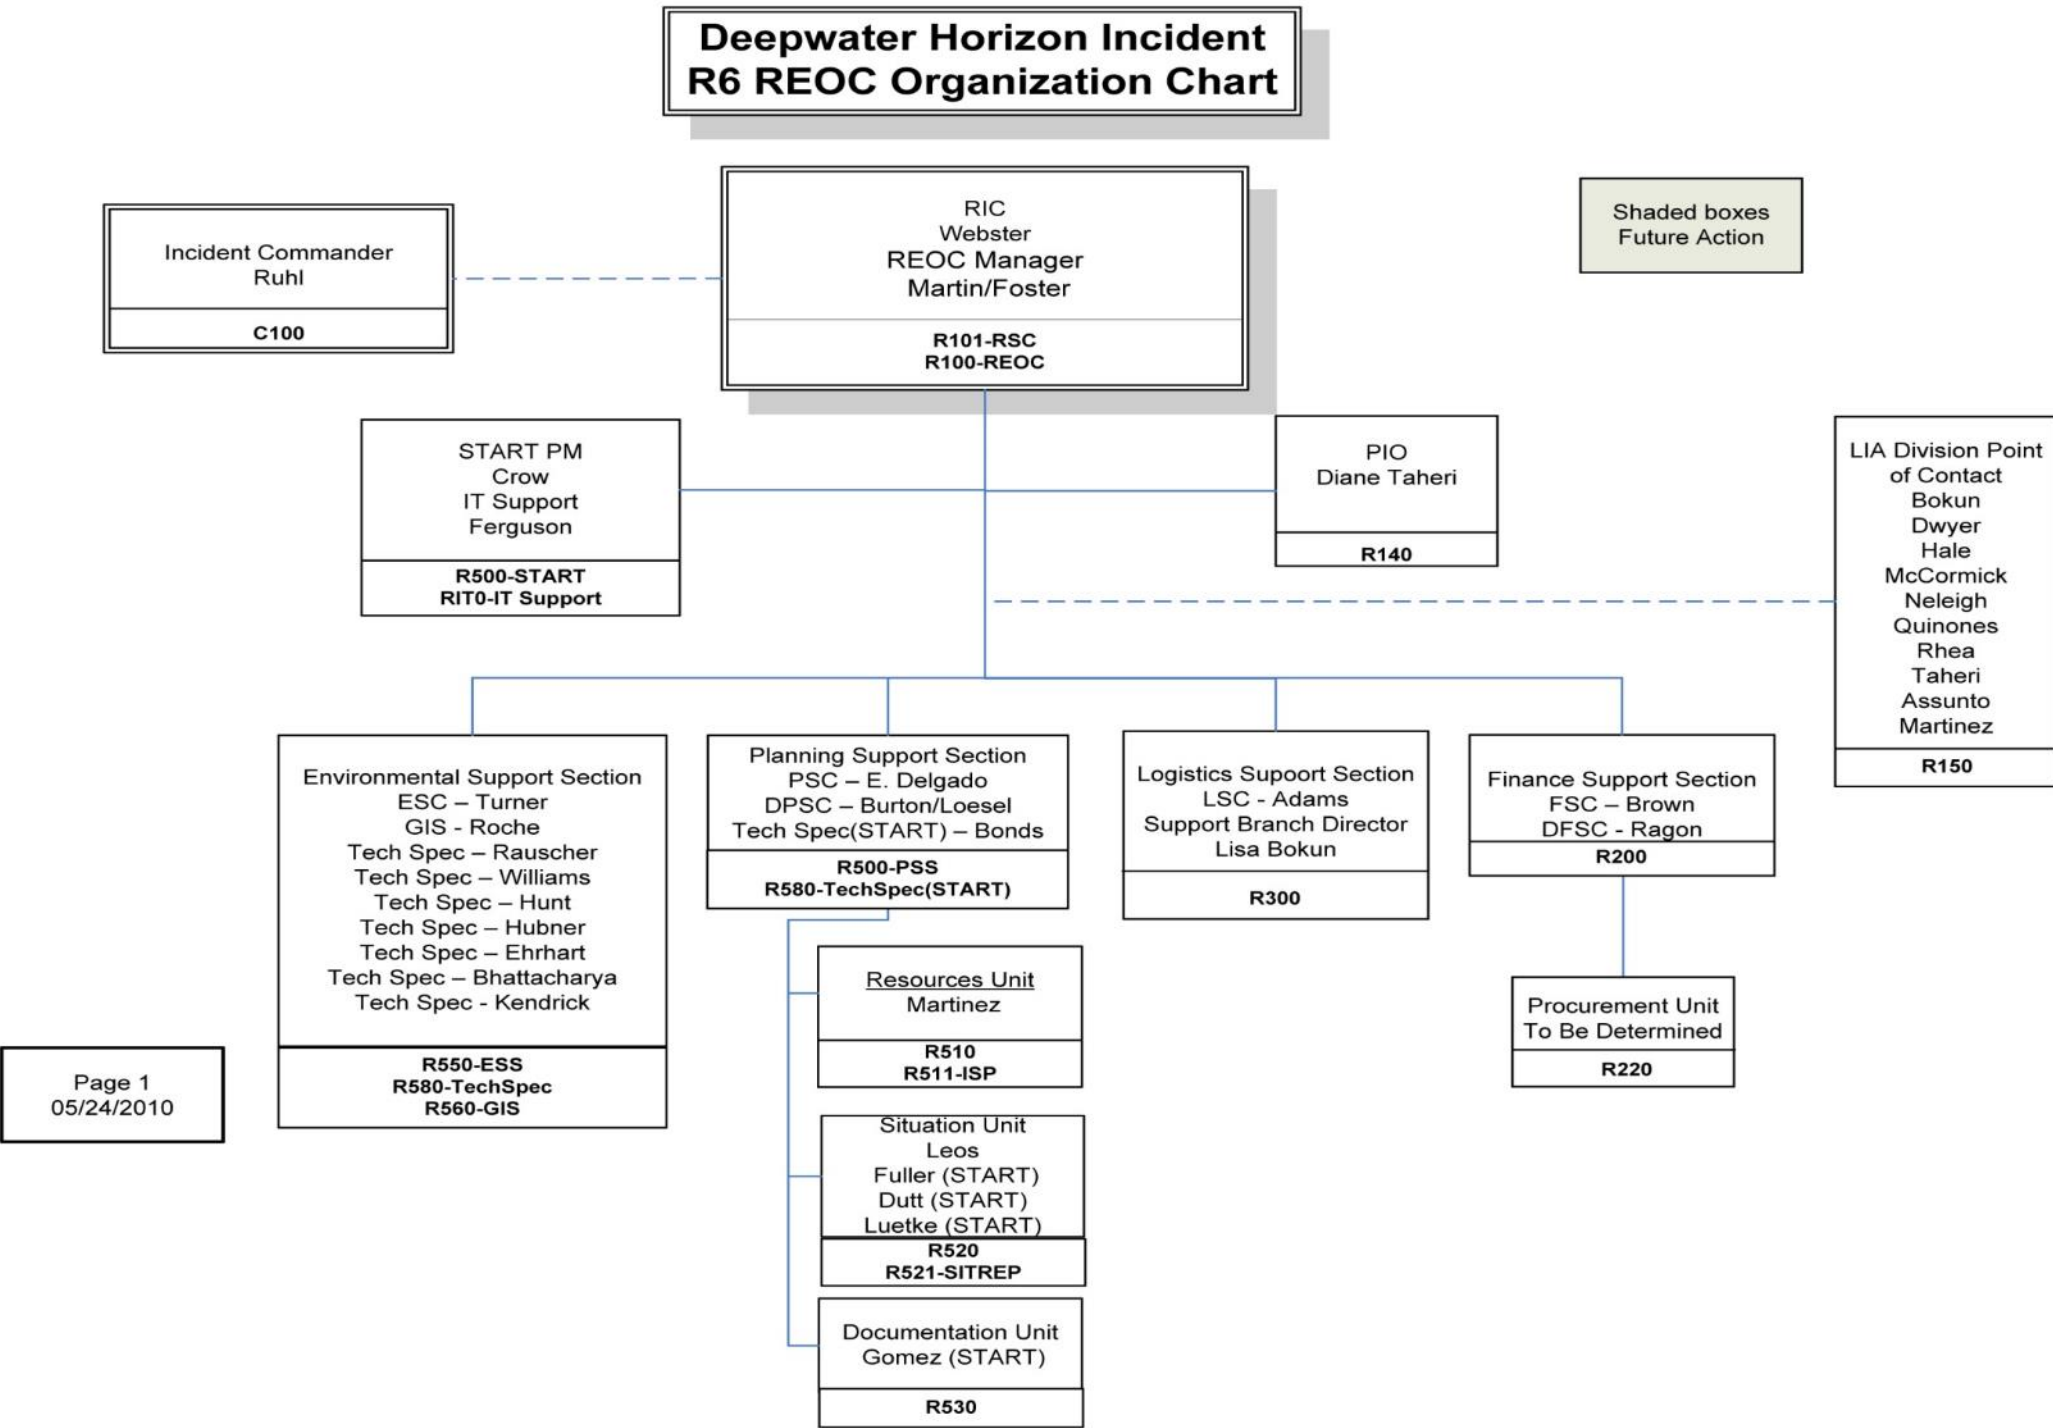 Deepwater Horizon Incident
R6 REOC Organization Chart
Incident Commander
Ruhl
C100
RIC
Webster
REOC Manager
Martin/Foster
R101-RSC
R100-REOC
Shaded boxes
Future Action
START PM
Crow
IT Support
Ferguson
R500-START
RIT0-IT Support
PIO
Diane Taheri
R140
LIA Division Point
of Contact
Bokun
Dwyer
Hale
McCormick
Neleigh
Quinones
Rhea
Taheri
Assunto
Martinez
R150
Environmental Support Section
ESC – Turner
GIS - Roche
Tech Spec – Rauscher
Tech Spec – Williams
Tech Spec – Hunt
Tech Spec – Hubner
Tech Spec – Ehrhart
Tech Spec – Bhattacharya
Tech Spec - Kendrick
R550-ESS
R580-TechSpec
R560-GIS
Planning Support Section
PSC – E. Delgado
DPSC – Burton/Loesel
Tech Spec(START) – Bonds
R500-PSS
R580-TechSpec(START)
Logistics Supoort Section
LSC - Adams
Support Branch Director
Lisa Bokun
R300
Finance Support Section
FSC – Brown
DFSC - Ragon
R200
Resources Unit
Martinez
R510
R511-ISP
Procurement Unit
To Be Determined
R220
Situation Unit
Leos
Fuller (START)
Dutt (START)
Luetke (START)
R520
R521-SITREP
Documentation Unit
Gomez (START)
R530
Page 1
05/24/2010